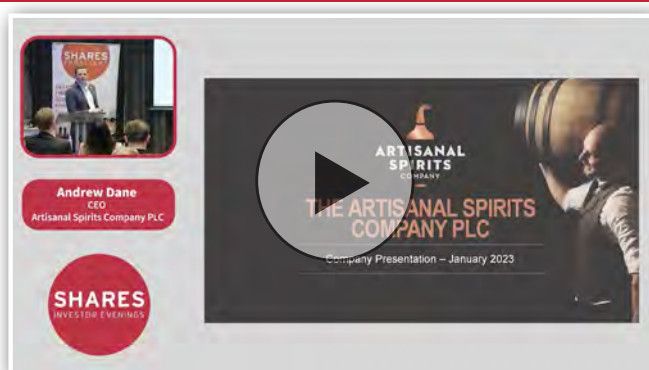 SHARES
SPOTLIGHT
Andrew Dane
CEO
Artisanal Spirits Company PLC
SHARES
INVESTOR EVENINGS
ARTISANAL
SPIRITS
COMPANY
THE ARTISANAL SPIRITS
COMPANY PLC
Company Presentation – January 2023